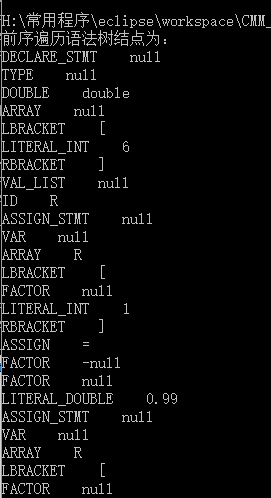 H:\常用程序\eclipse\workspace\CMM_
前序遍历语法树结点为:
DECLARE_STMT    null
TYPE    null
DOUBLE    double
ARRAY    null
LBRACKET    [
LITERAL_INT    6
RBRACKET    ]
VAL_LIST    null
ID    R
ASSIGN_STMT    null
VAR    null
ARRAY    R
LBRACKET    [
FACTOR    null
LITERAL_INT    1
RBRACKET    ]
ASSIGN    =
FACTOR    -null
FACTOR    null
LITERAL_DOUBLE    0.99
ASSIGN_STMT    null
VAR    null
ARRAY    R
LBRACKET    [
FACTOR    null